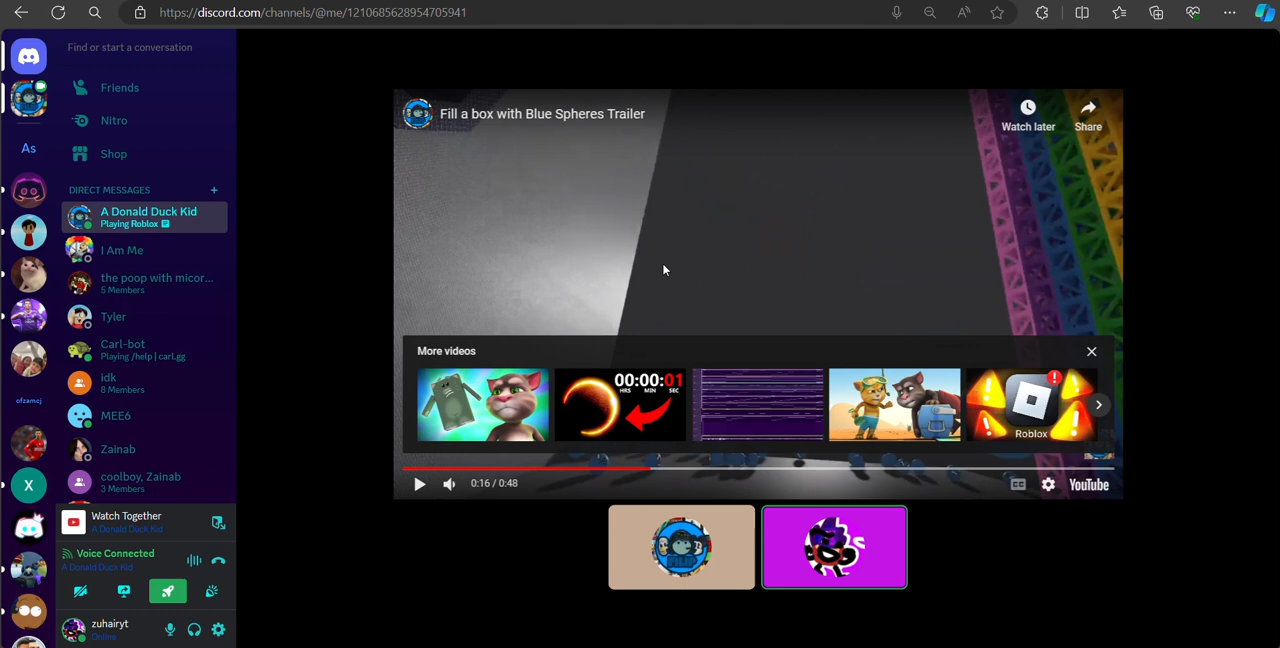 https://discord.com/channels/@me/1210685628954705941
Find or start a conversation
Friends
Nitro
Shop
DIRECT MESSAGES +
A Donald Duck Kid
Playing Roblox
I Am Me
the poop with micor...
5 Members
Tyler
Carl-bot
Playing /help | carl.gg
idk
8 Members
MEE6
Zainab
coolboy, Zainab
3 Members
Watch Together
A Donald Duck Kid
Voice Connected
A Donald Duck Kid
zuhairyt
Online
As
ofzamcj
X
Fill a box with Blue Spheres Trailer
Watch later
Share
More videos
00:00:01
HRS MIN SEC
Roblox
0:16 / 0:48
CC
YouTube
FILIP